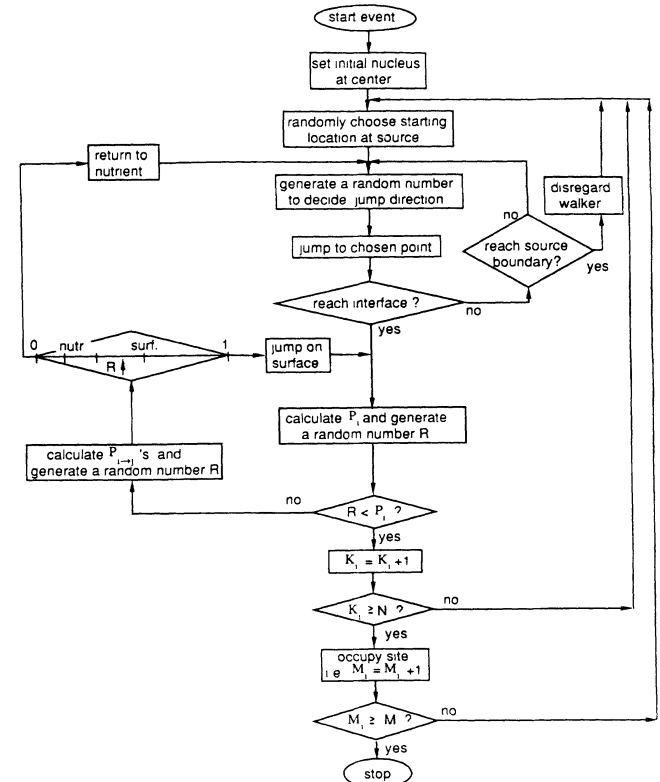 start event
set initial nucleus
at center
randomly choose starting
location at source
return to
nutrient
generate a random number
to decide jump direction
disregard
walker
jump to chosen point
no
reach source
boundary?
yes
reach interface ?
no
yes
0 nutr surf. 1
R
jump on
surface
calculate P_i and generate
a random number R
calculate P_i→j 's and
generate a random number R
no
R < P_i ?
yes
K_i = K_i +1
K_i ≥ N ?
no
yes
occupy site
i e M_i = M_i +1
M_i ≥ M ?
no
yes
stop